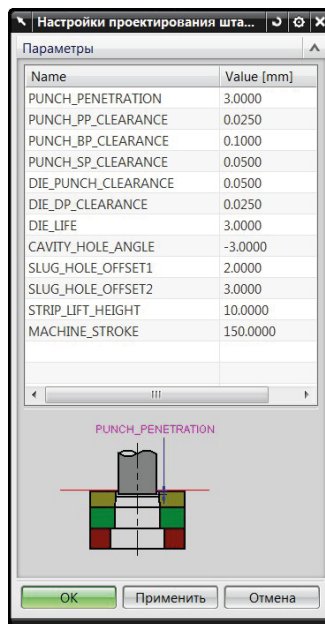 Настройки проектирования шта...
Параметры
Name Value [mm]
PUNCH_PENETRATION 3.0000
PUNCH_PP_CLEARANCE 0.0250
PUNCH_BP_CLEARANCE 0.1000
PUNCH_SP_CLEARANCE 0.0500
DIE_PUNCH_CLEARANCE 0.0500
DIE_DP_CLEARANCE 0.0250
DIE_LIFE 3.0000
CAVITY_HOLE_ANGLE -3.0000
SLUG_HOLE_OFFSET1 2.0000
SLUG_HOLE_OFFSET2 3.0000
STRIP_LIFT_HEIGHT 10.0000
MACHINE_STROKE 150.0000
PUNCH_PENETRATION
OK Применить Отмена